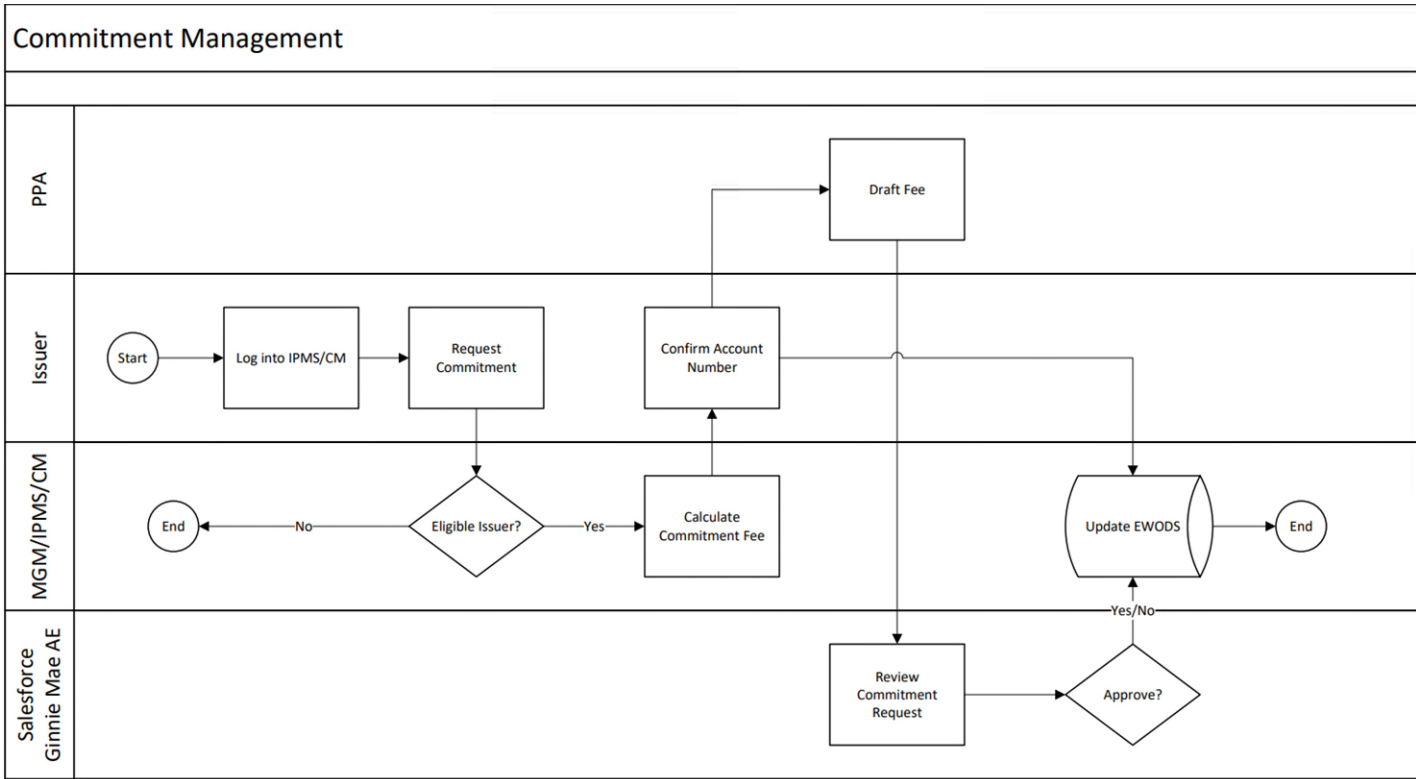 Commitment Management
PPA
Draft Fee
Issuer
Start
Log into IPMS/CM
Request
Commitment
Confirm Account
Number
MGM/IPMS/CM
End
No
Eligible Issuer?
Yes
Calculate
Commitment Fee
Update EWODS
End
Yes/No
Salesforce
Ginnie Mae AE
Review
Commitment
Request
Approve?